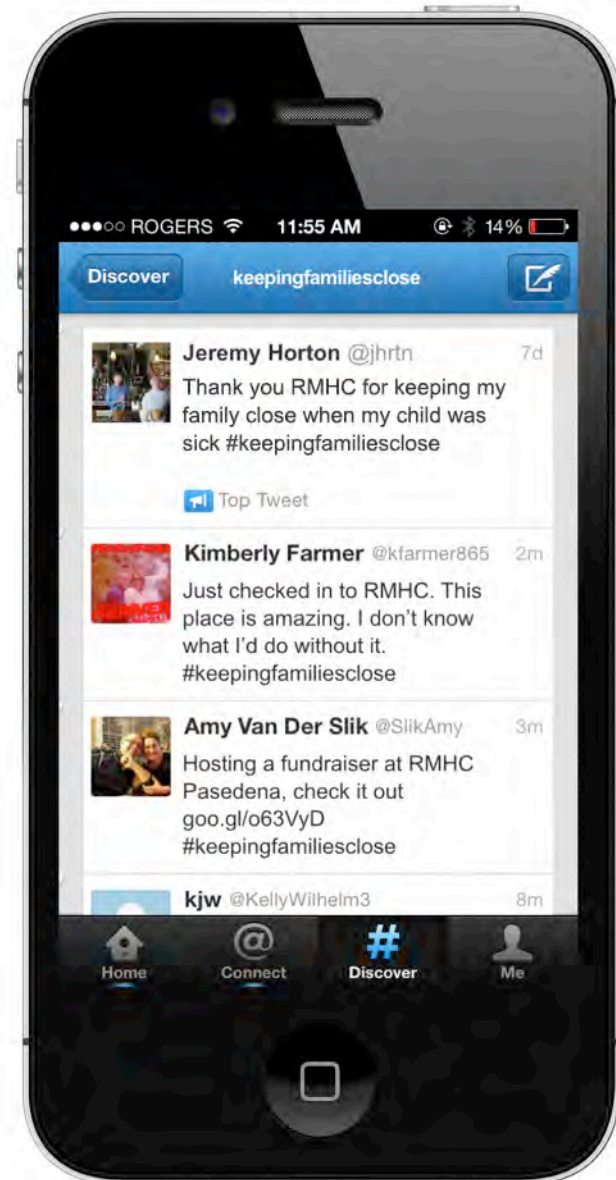 ROGERS 11:55 AM 14%
Discover keepingfamiliesclose
Jeremy Horton @jhrtn 7d
Thank you RMHC for keeping my
family close when my child was
sick #keepingfamiliesclose
Top Tweet
Kimberly Farmer @kfarmer865 2m
Just checked in to RMHC. This
place is amazing. I don't know
what I'd do without it.
#keepingfamiliesclose
Amy Van Der Slik @SlikAmy 3m
Hosting a fundraiser at RMHC
Pasedena, check it out
goo.gl/o63VyD
#keepingfamiliesclose
kjw @KellyWilhelm3 8m
Home Connect Discover Me